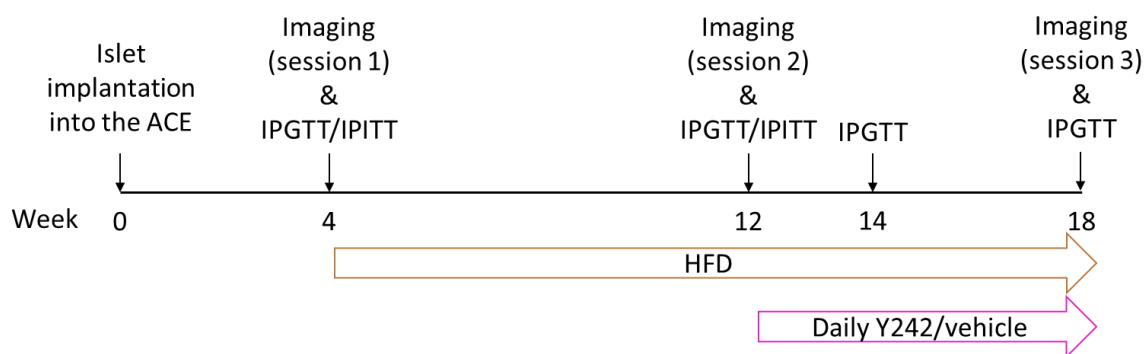 Islet
implantation
into the ACE
Imaging
(session 1)
&
IPGTT/IPITT
Imaging
(session 2)
&
IPGTT/IPITT
IPGTT
Imaging
(session 3)
&
IPGTT
Week 0 4 12 14 18
HFD
Daily Y242/vehicle